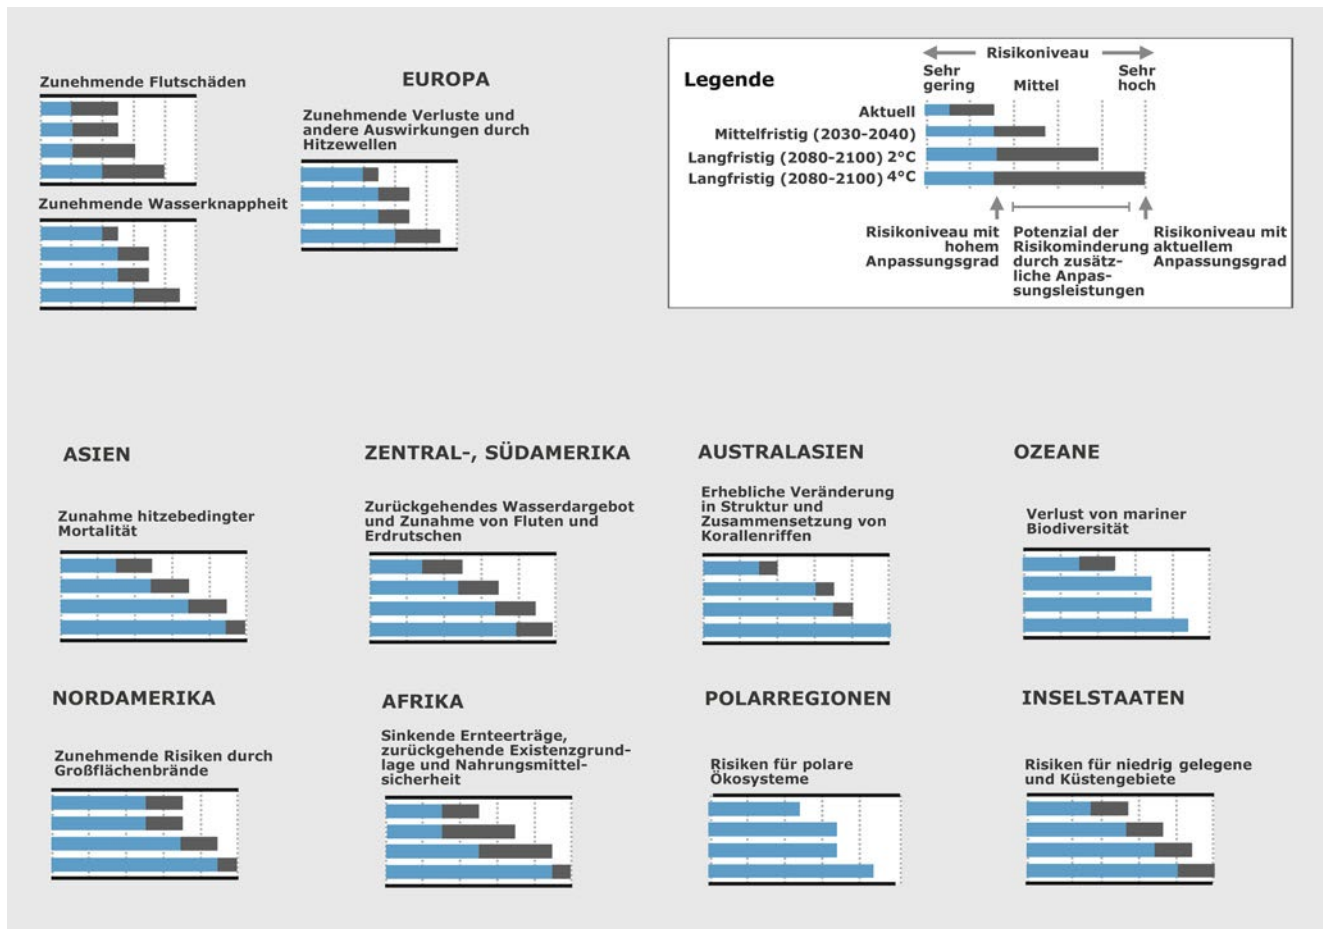 Zunehmende Flutschäden
Zunehmende Wasserknappheit
EUROPA
Zunehmende Verluste und
andere Auswirkungen durch
Hitzewellen
Legende
Risikoniveau
Sehr
gering
Mittel
Sehr
hoch
Aktuell
Mittelfristig (2030-2040)
Langfristig (2080-2100) 2°C
Langfristig (2080-2100) 4°C
Risikoniveau mit
hohem
Anpassungsgrad
Potenzial der
Risikominderung
durch zusätz-
liche Anpas-
sungsleistungen
Risikoniveau mit
aktuellem
Anpassungsgrad
ASIEN
Zunahme hitzebedingter
Mortalität
ZENTRAL-, SÜDAMERIKA
Zurückgehendes Wasserdargebot
und Zunahme von Fluten und
Erdrutschen
AUSTRALASIEN
Erhebliche Veränderung
in Struktur und
Zusammensetzung von
Korallenriffen
OZEANE
Verlust von mariner
Biodiversität
NORDAMERIKA
Zunehmende Risiken durch
Großflächenbrände
AFRIKA
Sinkende Ernteerträge,
zurückgehende Existenzgrund-
lage und Nahrungsmittel-
sicherheit
POLARREGIONEN
Risiken für polare
Ökosysteme
INSELSTAATEN
Risiken für niedrig gelegene
und Küstengebiete